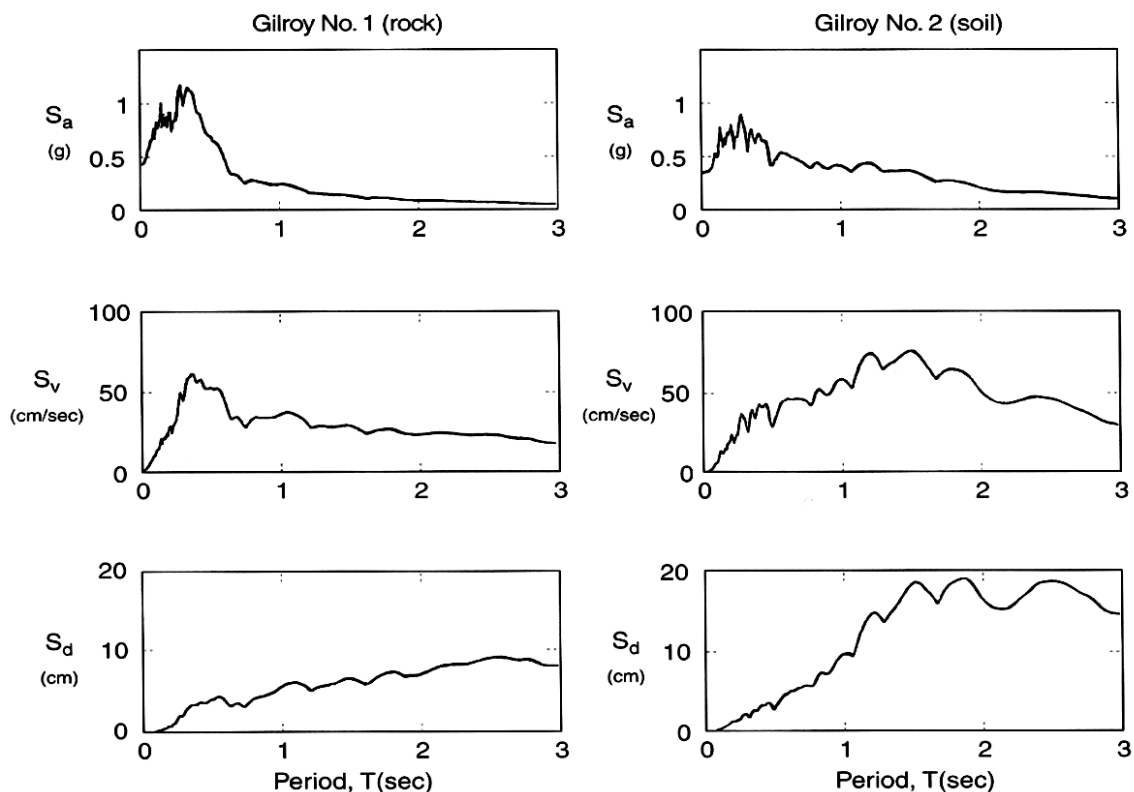 Gilroy No. 1 (rock)
Gilroy No. 2 (soil)
Sa
(g)
1
0.5
0
0 1 2 3
Sa
(g)
1
0.5
0
0 1 2 3
Sv
(cm/sec)
100
50
0
0 1 2 3
Sv
(cm/sec)
100
50
0
0 1 2 3
Sd
(cm)
20
10
0
0 1 2 3
Period, T(sec)
Sd
(cm)
20
10
0
0 1 2 3
Period, T(sec)